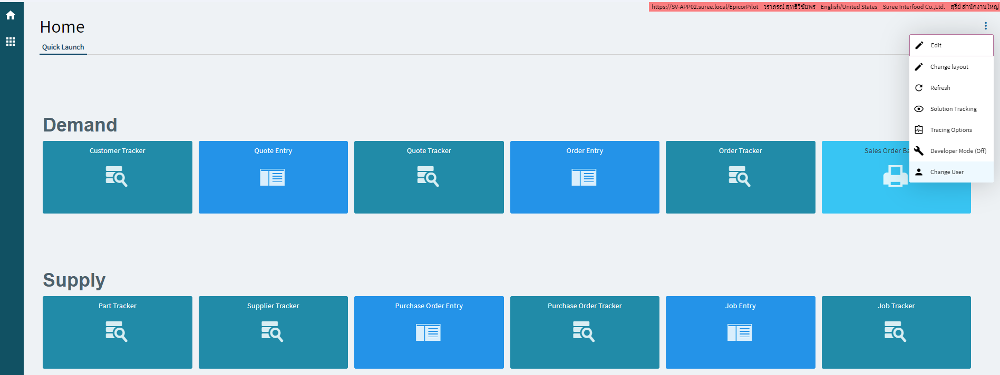 https://SV-APP02.suree.local/EpicorPilot วราภรณ์ สุทธิวิชัยพร English/United States Suree Interfood Co.,Ltd. สุรีย์ สำนักงานใหญ่
Home
Quick Launch
Edit
Change layout
Refresh
Solution Tracking
Tracing Options
Developer Mode (Off)
Change User
Demand
Customer Tracker
Quote Entry
Quote Tracker
Order Entry
Order Tracker
Sales Order Ba
Supply
Part Tracker
Supplier Tracker
Purchase Order Entry
Purchase Order Tracker
Job Entry
Job Tracker